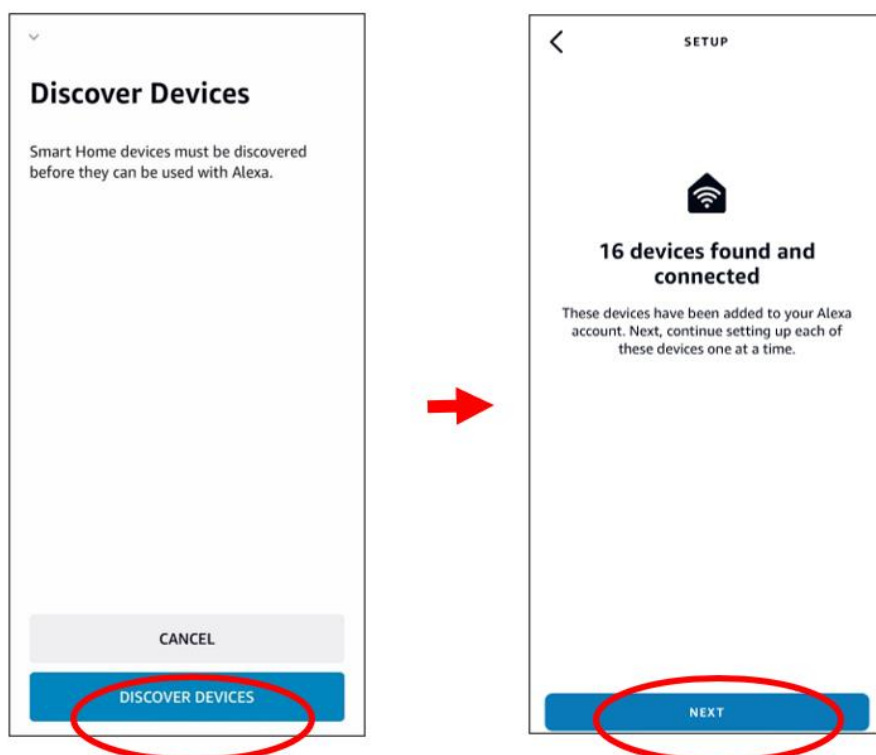 Discover Devices
Smart Home devices must be discovered
before they can be used with Alexa.
CANCEL
DISCOVER DEVICES
SETUP
16 devices found and
connected
These devices have been added to your Alexa
account. Next, continue setting up each of
these devices one at a time.
NEXT